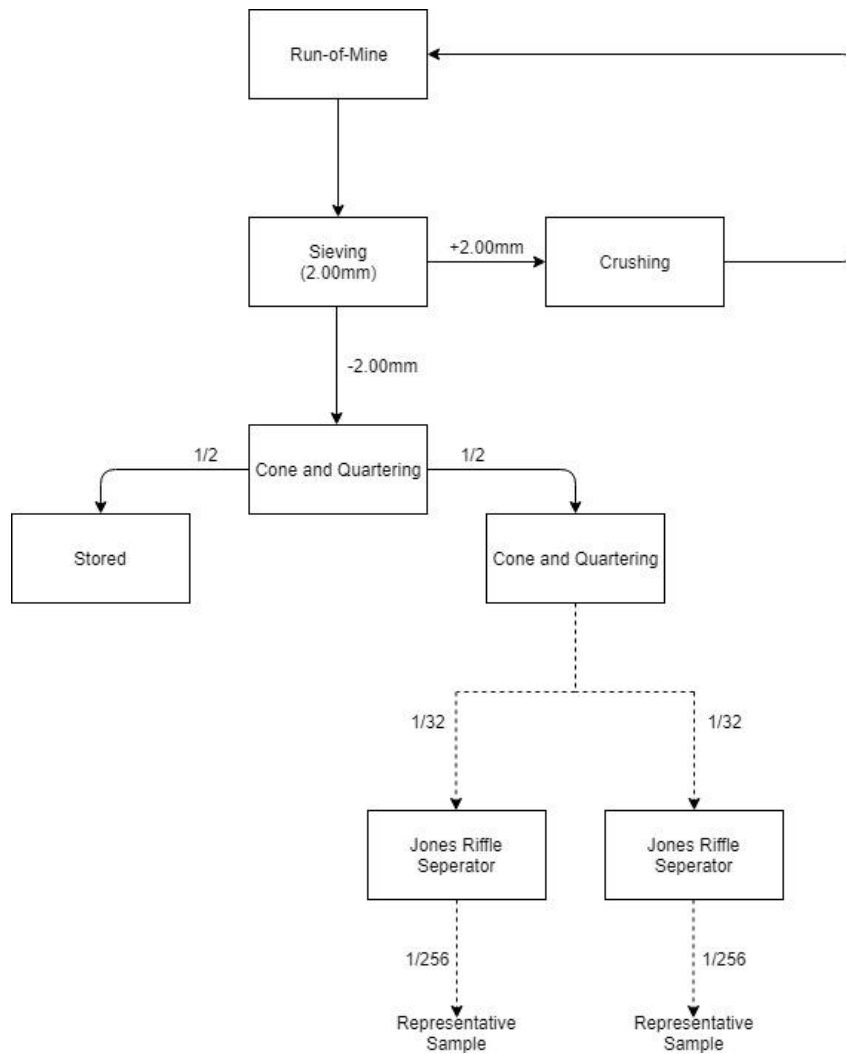 Run-of-Mine
Sieving
(2.00mm)
+2.00mm
Crushing
-2.00mm
1/2
Cone and Quartering
1/2
Stored
Cone and Quartering
1/32
1/32
Jones Riffle
Seperator
Jones Riffle
Seperator
1/256
1/256
Representative
Sample
Representative
Sample